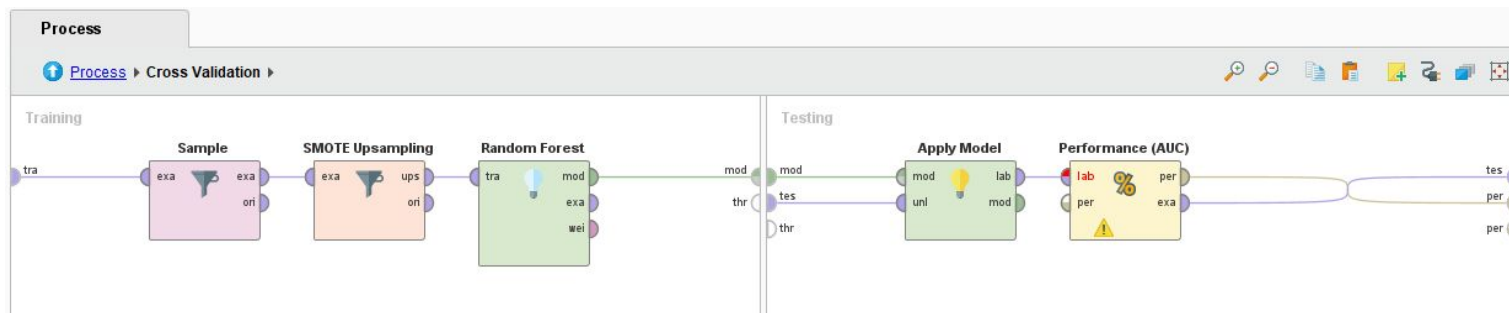 Process
Process ▸ Cross Validation ▸
Training
Sample
SMOTE Upsampling
Random Forest
tra
exa
exa
ori
exa
ups
ori
tra
mod
exa
wei
mod
thr
Testing
Apply Model
Performance (AUC)
mod
tes
thr
mod
unl
lab
mod
lab
per
%
per
exa
tes
per
per